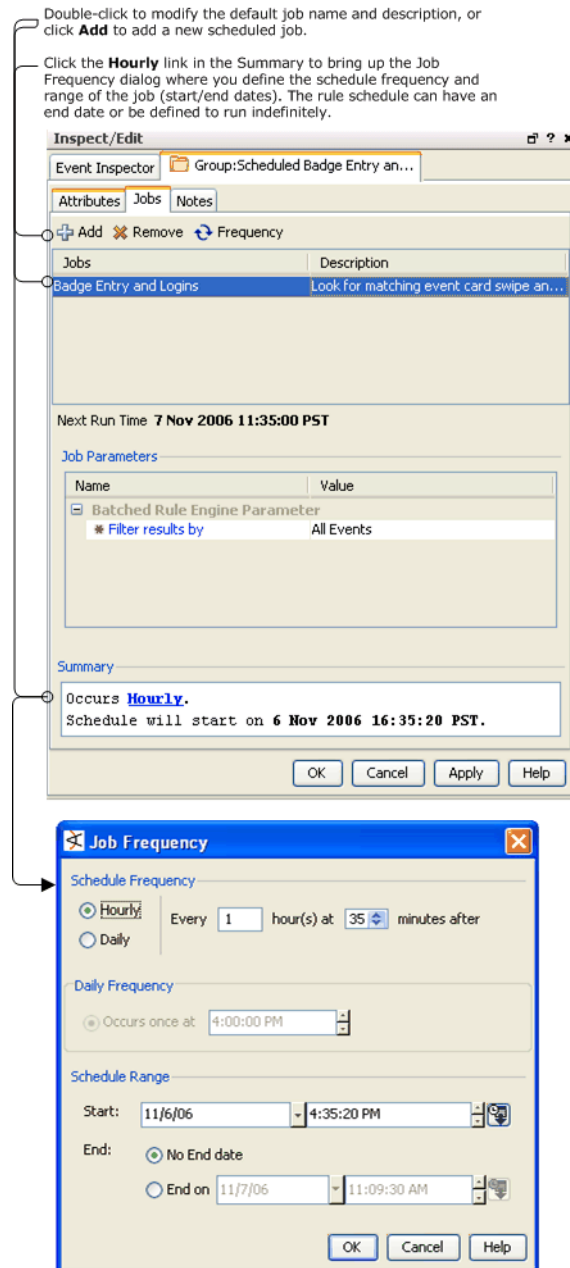 Double-click to modify the default job name and description, or
click Add to add a new scheduled job.
Click the Hourly link in the Summary to bring up the Job
Frequency dialog where you define the schedule frequency and
range of the job (start/end dates). The rule schedule can have an
end date or be defined to run indefinitely.
Inspect/Edit
Event Inspector Group:Scheduled Badge Entry an...
Attributes Jobs Notes
Add Remove Frequency
Jobs Description
Badge Entry and Logins Look for matching event card swipe an...
Next Run Time 7 Nov 2006 11:35:00 PST
Job Parameters
Name Value
Batched Rule Engine Parameter
Filter results by All Events
Summary
Occurs Hourly.
Schedule will start on 6 Nov 2006 16:35:20 PST.
OK Cancel Apply Help
Job Frequency
Schedule Frequency
Hourly Every 1 hour(s) at 35 minutes after
Daily
Daily Frequency
Occurs once at 4:00:00 PM
Schedule Range
Start: 11/6/06 4:35:20 PM
End: No End date
End on 11/7/06 11:09:30 AM
OK Cancel Help